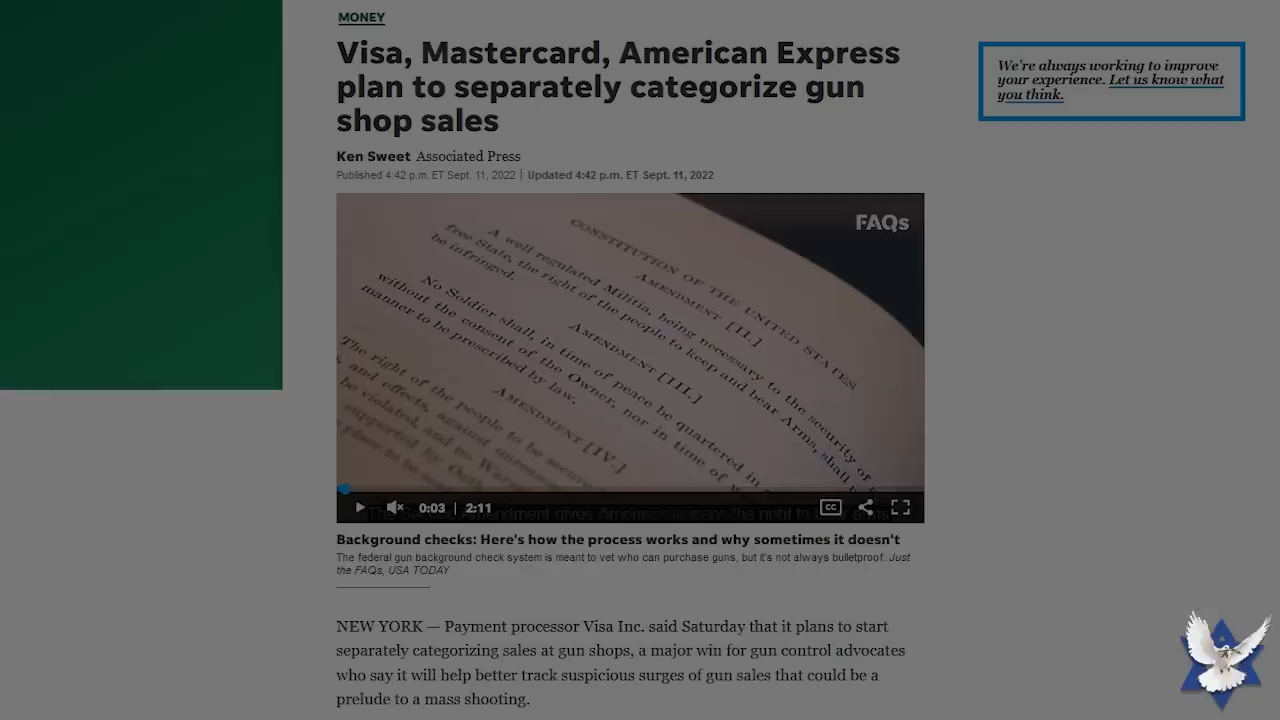 MONEY
Visa, Mastercard, American Express
plan to separately categorize gun
shop sales
Ken Sweet Associated Press
Published 4:42 p.m. ET Sept. 11, 2022 | Updated 4:42 p.m. ET Sept. 11, 2022
We're always working to improve
your experience. Let us know what
you think.
FAQs
CONSTITUTION OF THE UNITED STATES
AMENDMENT [II.]
A well regulated Militia, being necessary to the security of a
free State, the right of the people to keep and bear Arms, shall
be infringed.
AMENDMENT [III.]
No Soldier shall, in time of peace be quartered in
without the consent of the Owner, nor in time of
manner to be prescribed by law.
AMENDMENT [IV.]
The right of the people to be secure
and effects, against
be violated, and no
supported by
place to be
0:03 | 2:11
CC
Background checks: Here's how the process works and why sometimes it doesn't
The federal gun background check system is meant to vet who can purchase guns, but it's not always bulletproof. Just
the FAQs, USA TODAY
NEW YORK — Payment processor Visa Inc. said Saturday that it plans to start
separately categorizing sales at gun shops, a major win for gun control advocates
who say it will help better track suspicious surges of gun sales that could be a
prelude to a mass shooting.